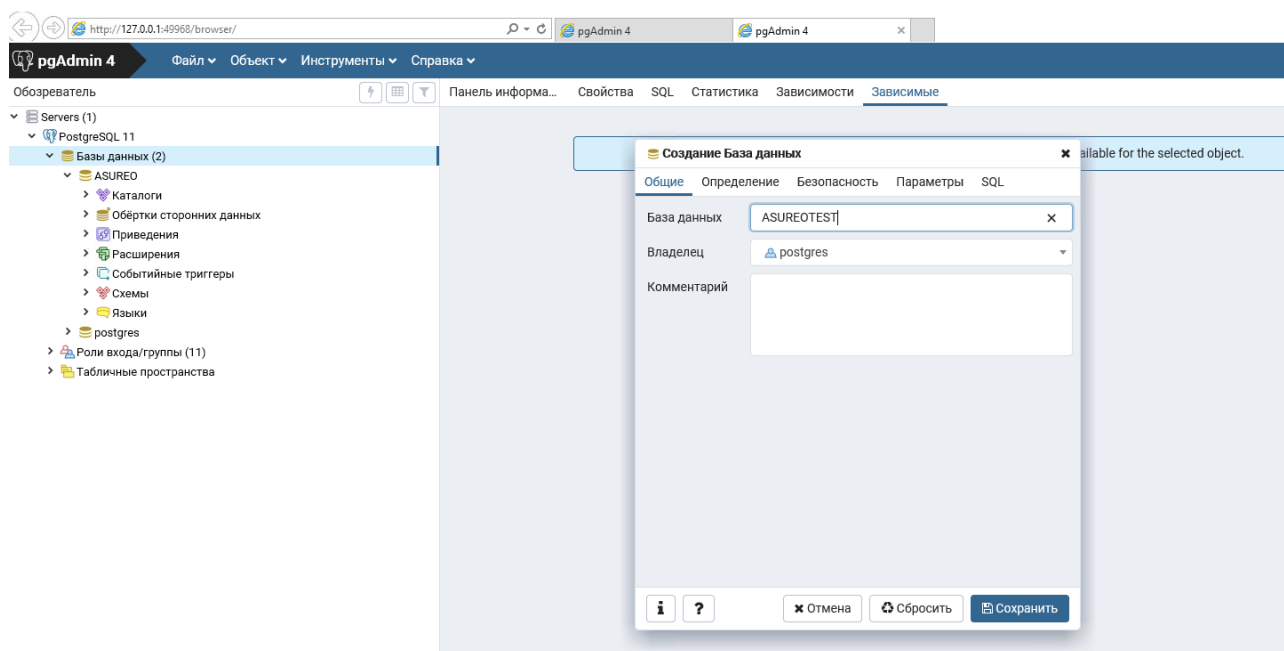 http://127.0.0.1:49968/browser/ pgAdmin 4 pgAdmin 4
pgAdmin 4 Файл Объект Инструменты Справка
Обозреватель Панель информа... Свойства SQL Статистика Зависимости Зависимые
Servers (1)
PostgreSQL 11
Базы данных (2)
ASUREO
Каталоги
Обёртки сторонних данных
Приведения
Расширения
Событийные триггеры
Схемы
Языки
postgres
Роли входа/группы (11)
Табличные пространства
for the selected object.
Создание База данных
Общие Определение Безопасность Параметры SQL
База данных ASUREOTEST
Владелец postgres
Комментарий
i ? Отмена Сбросить Сохранить